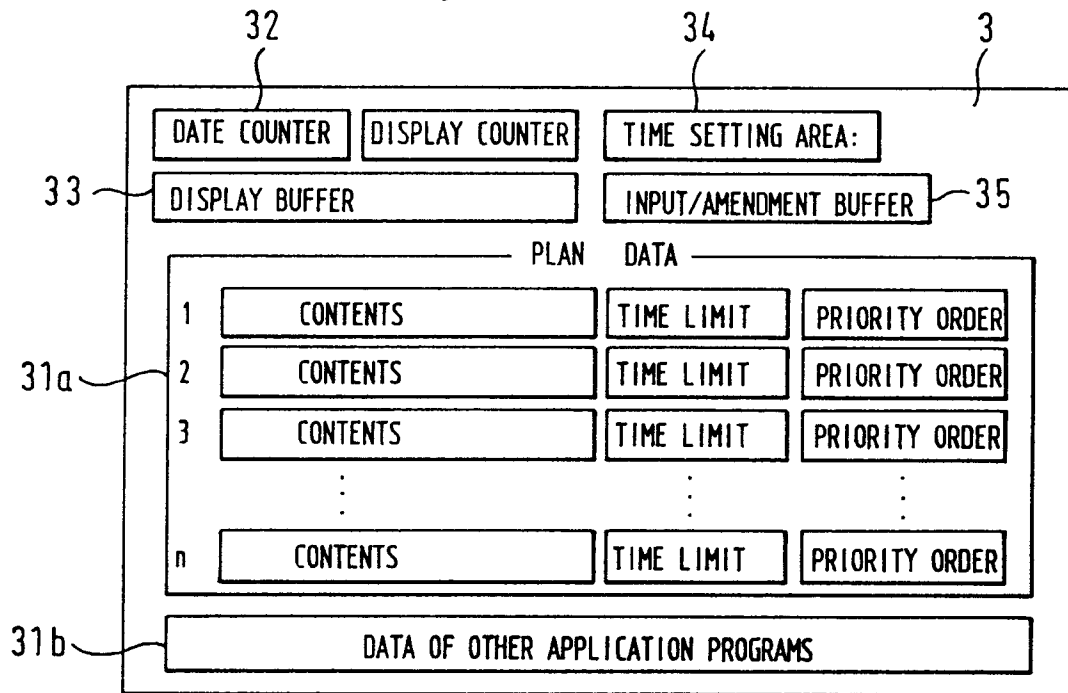 32 34 3
DATE COUNTER DISPLAY COUNTER TIME SETTING AREA:
33 DISPLAY BUFFER INPUT/AMENDMENT BUFFER 35
PLAN DATA
1 CONTENTS TIME LIMIT PRIORITY ORDER
31a 2 CONTENTS TIME LIMIT PRIORITY ORDER
3 CONTENTS TIME LIMIT PRIORITY ORDER
n CONTENTS TIME LIMIT PRIORITY ORDER
31b DATA OF OTHER APPLICATION PROGRAMS